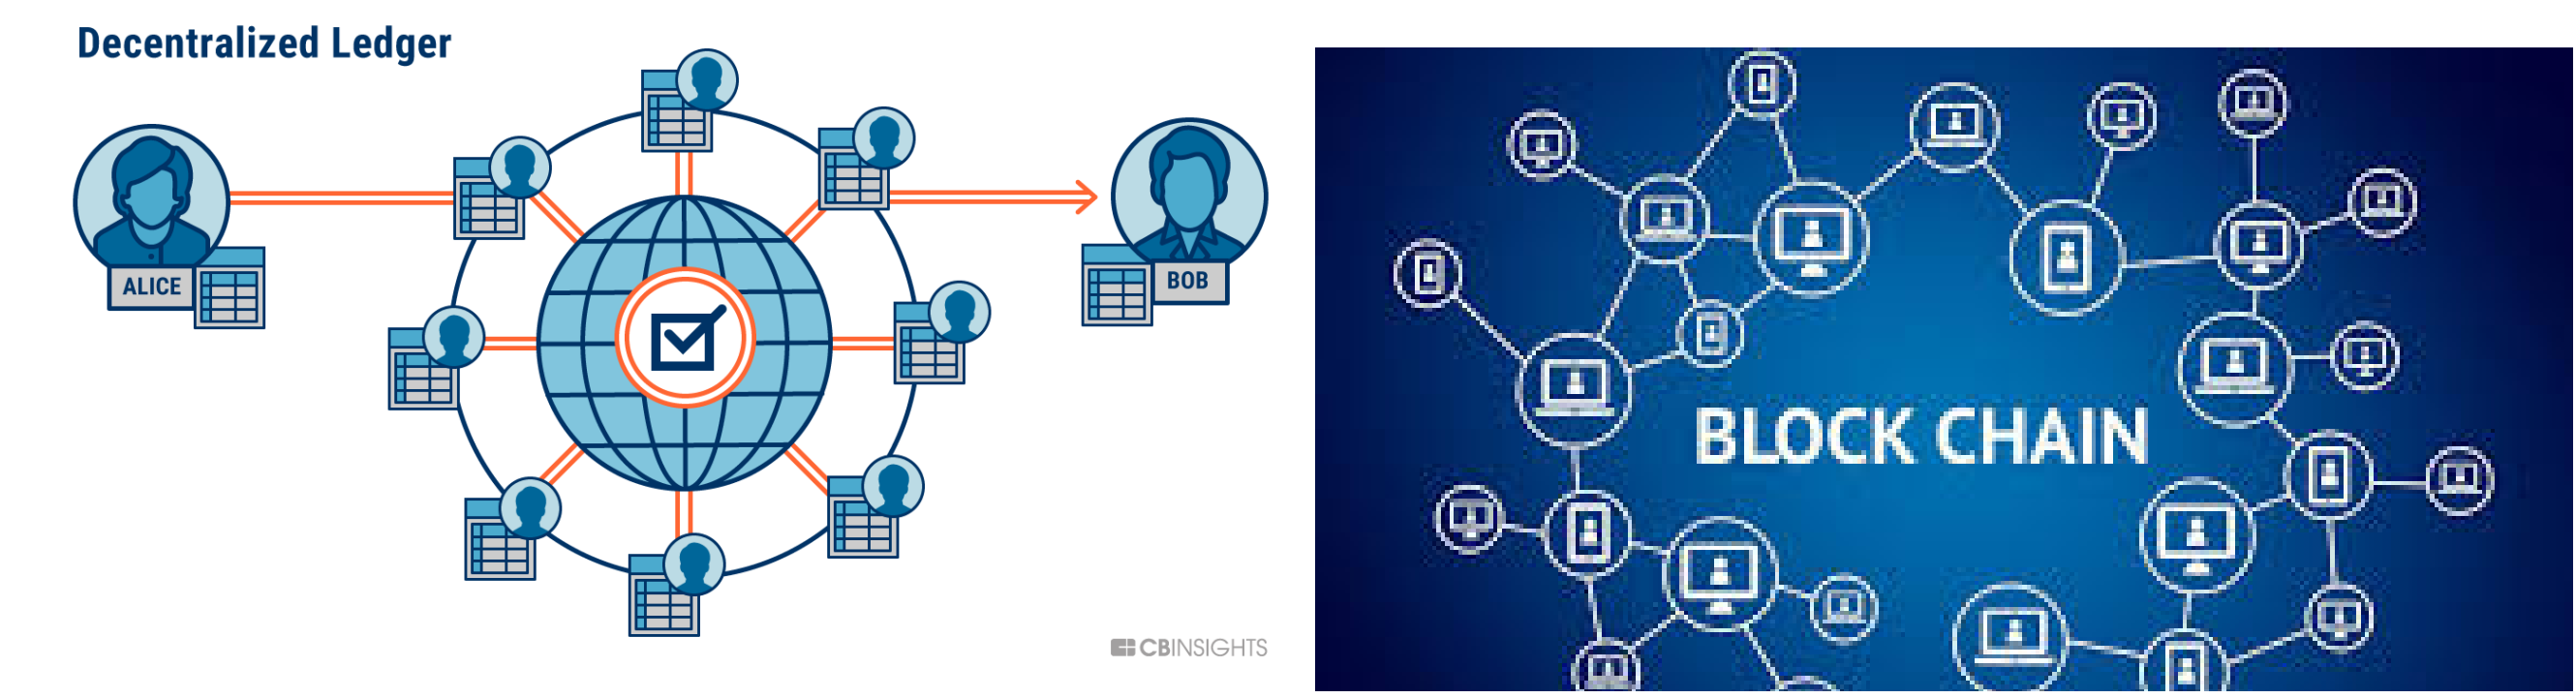 Decentralized Ledger
ALICE
BOB
CBINSIGHTS
BLOCK CHAIN